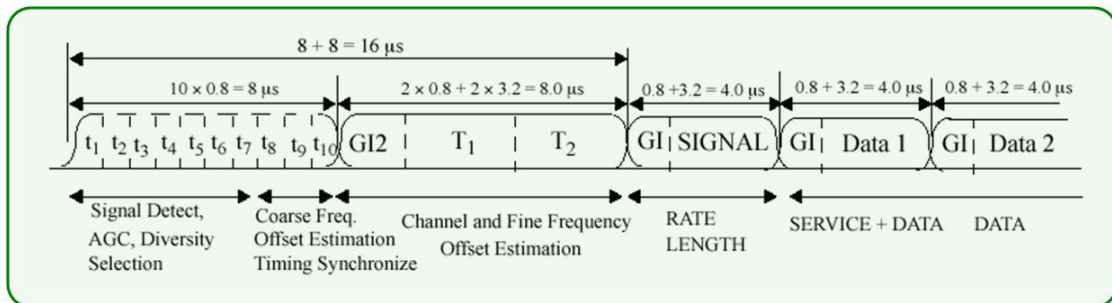 8 + 8 = 16 µs
10 × 0.8 = 8 µs
2 × 0.8 + 2 × 3.2 = 8.0 µs
0.8 +3.2 = 4.0 µs
0.8 + 3.2 = 4.0 µs
0.8 + 3.2 = 4.0 µs
t1 t2 t3 t4 t5 t6 t7 t8 t9 t10 GI2 T1 T2 GI SIGNAL GI Data 1 GI Data 2
Signal Detect,
AGC, Diversity
Selection
Coarse Freq.
Offset Estimation
Timing Synchronize
Channel and Fine Frequency
Offset Estimation
RATE
LENGTH
SERVICE + DATA
DATA